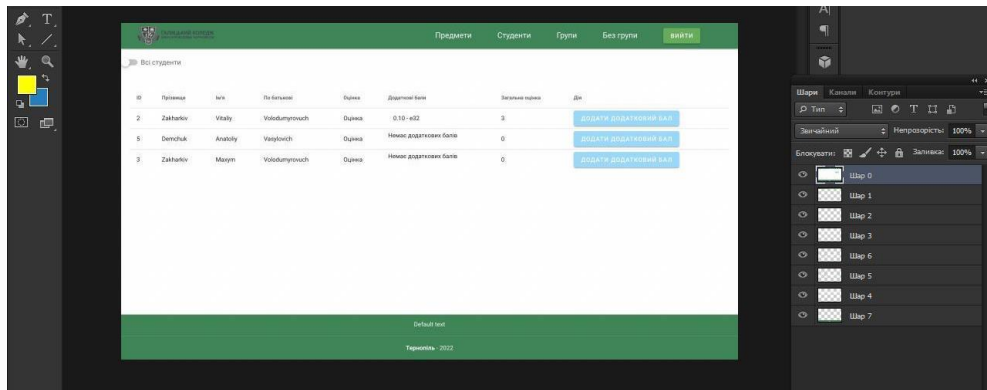 Предмети Студенти Групи Без групи ВИЙТИ
Всі студенти
ID Прізвище Ім'я По батькові Оцінка Додаткові бали Загальна оцінка Дія
2 Zakharkiv Vitaliy Volodumyrovuch Оцінка 0.10 - e32 3 ДОДАТИ ДОДАТКОВИЙ БАЛ
5 Demchuk Anatoliy Vasylovich Оцінка Немає додаткових балів 0 ДОДАТИ ДОДАТКОВИЙ БАЛ
3 Zakharkiv Maxym Volodumyrovuch Оцінка Немає додаткових балів 0 ДОДАТИ ДОДАТКОВИЙ БАЛ
Default text
Тернопіль - 2022
Шари Канали Контури
Тип
Звичайний Непрозорість: 100%
Блокувати: Заливка: 100%
Шар 0
Шар 1
Шар 2
Шар 3
Шар 6
Шар 5
Шар 4
Шар 7